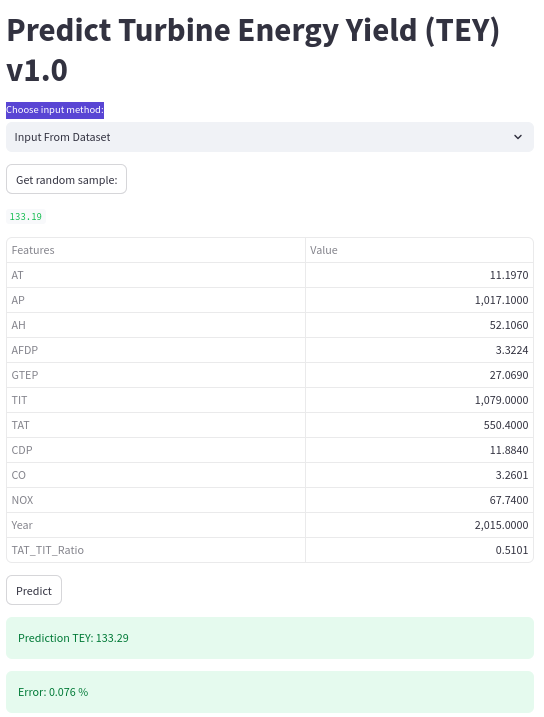 Predict Turbine Energy Yield (TEY)
v1.0
Choose input method:
Input From Dataset
Get random sample:
133.19
Features Value
AT 11.1970
AP 1,017.1000
AH 52.1060
AFDP 3.3224
GTEP 27.0690
TIT 1,079.0000
TAT 550.4000
CDP 11.8840
CO 3.2601
NOX 67.7400
Year 2,015.0000
TAT_TIT_Ratio 0.5101
Predict
Prediction TEY: 133.29
Error: 0.076 %